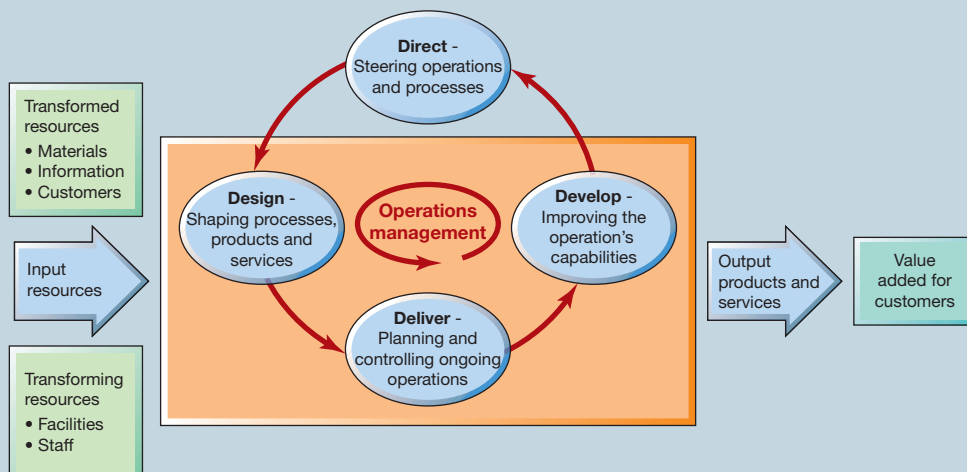 Direct -
Steering operations
and processes
Transformed
resources
• Materials
• Information
• Customers
Design -
Shaping processes,
products and
services
Operations
management
Develop -
Improving the
operation's
capabilities
Input
resources
Output
products and
services
Value
added for
customers
Deliver -
Planning and
controlling ongoing
operations
Transforming
resources
• Facilities
• Staff